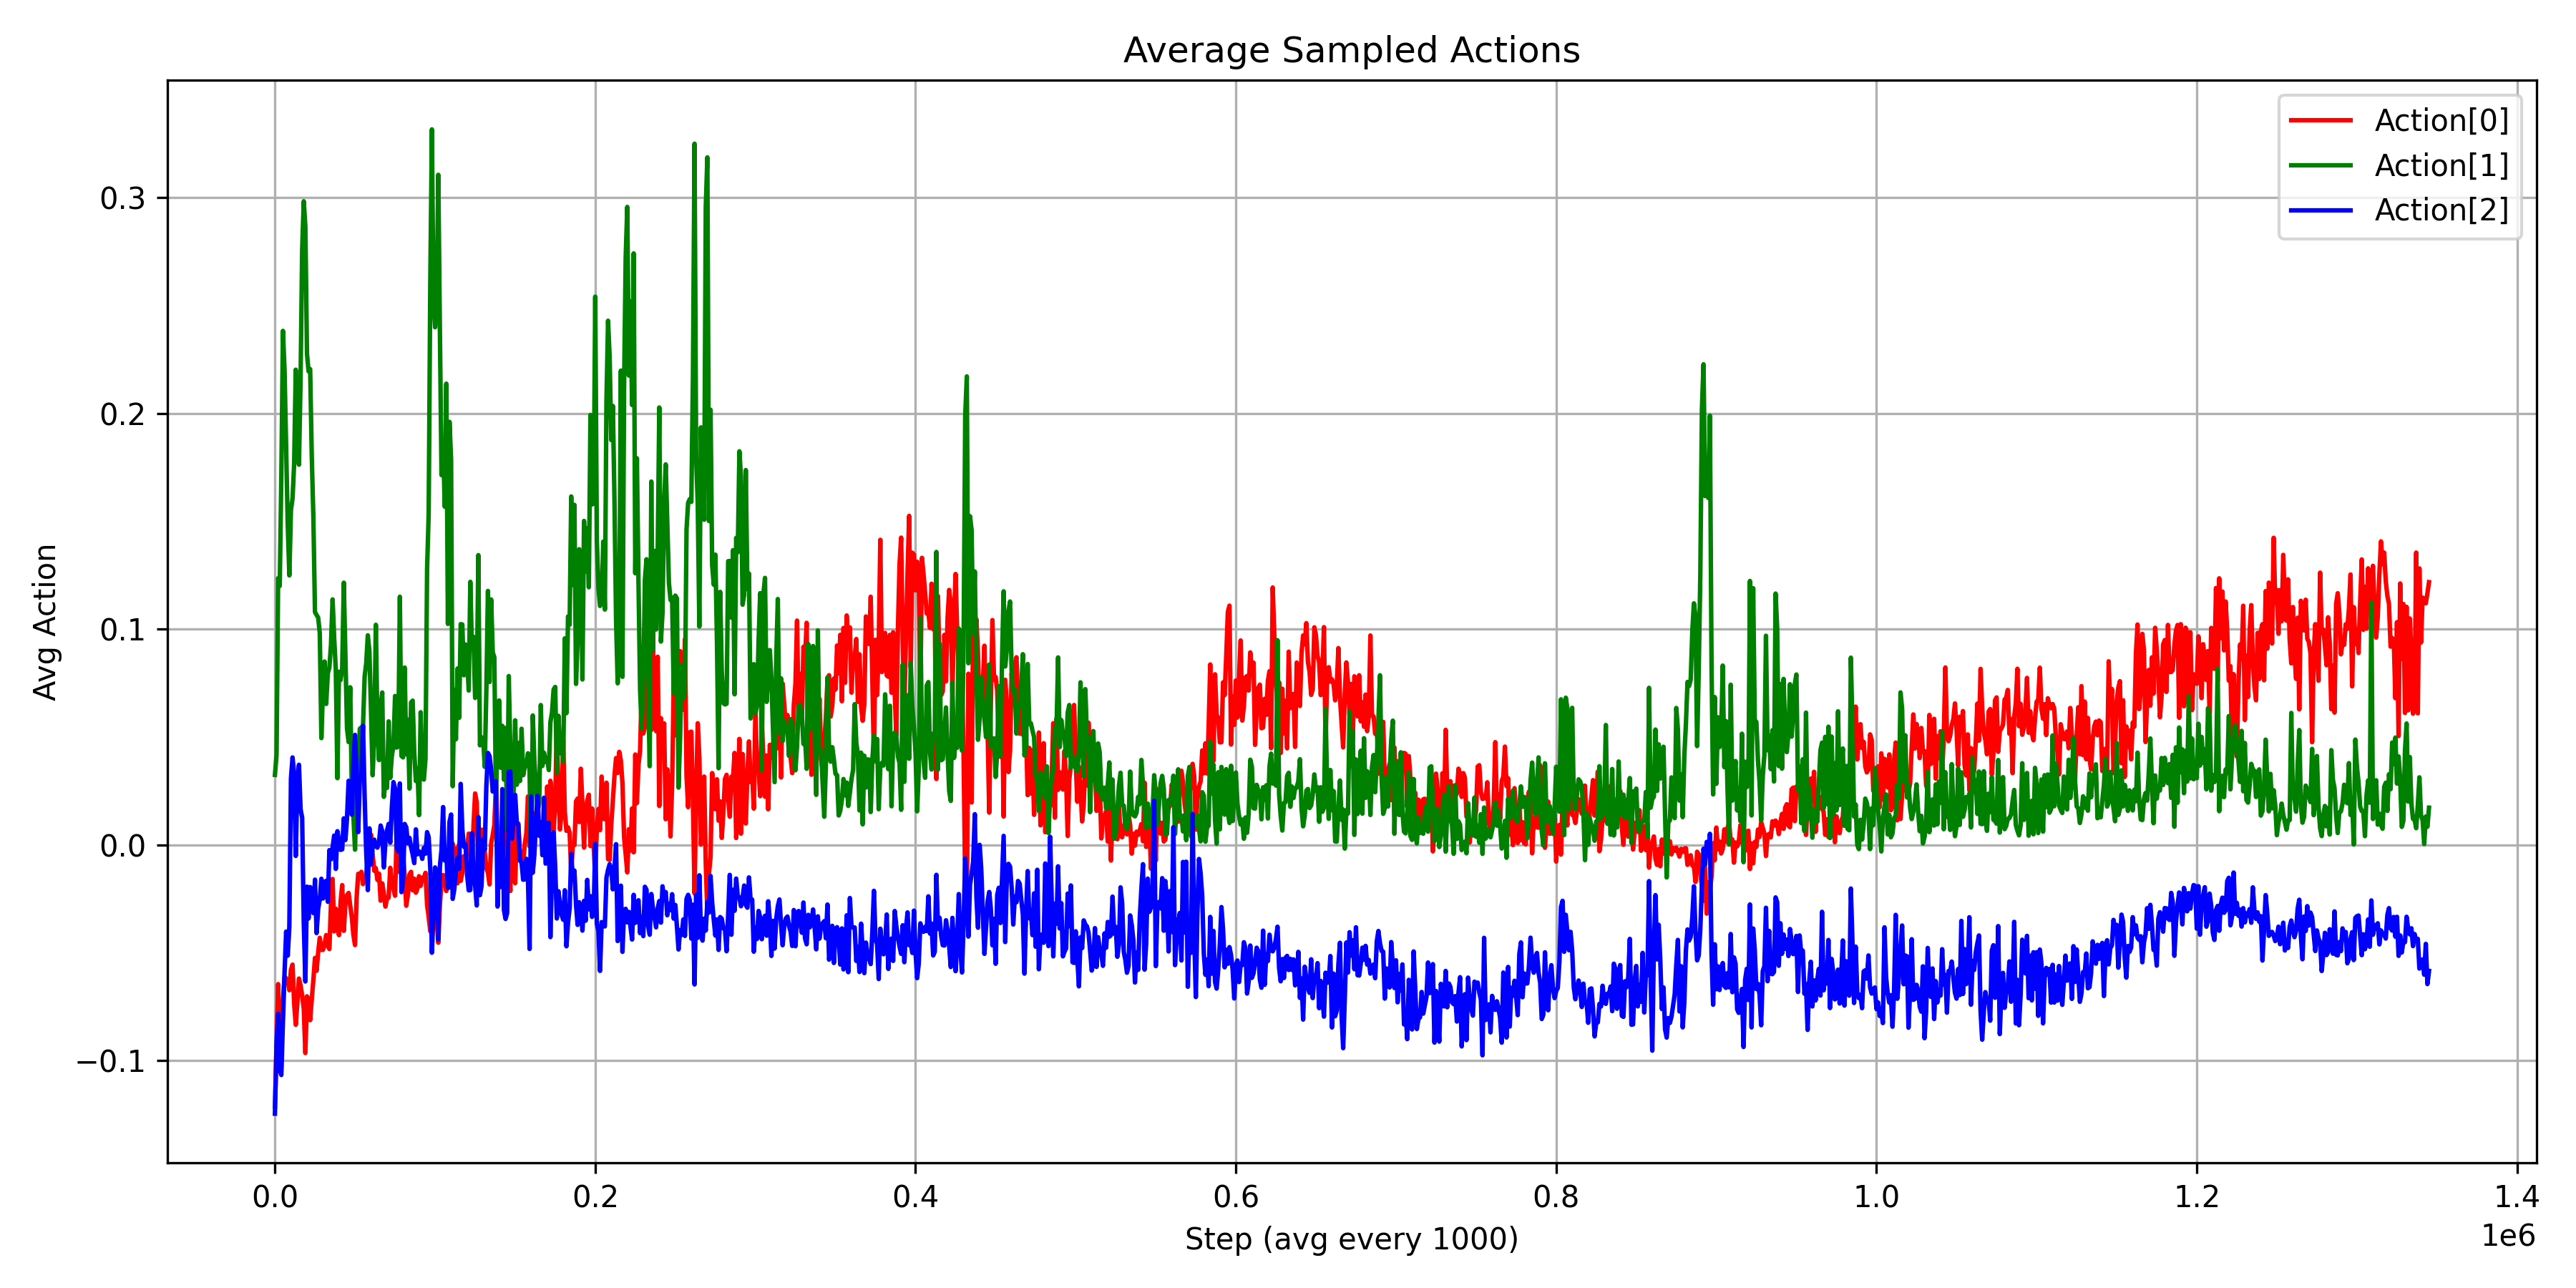 Average Sampled Actions
Action[0]
Action[1]
Action[2]
Avg Action
0.3
0.2
0.1
0.0
−0.1
0.0 0.2 0.4 0.6 0.8 1.0 1.2 1.4
1e6
Step (avg every 1000)